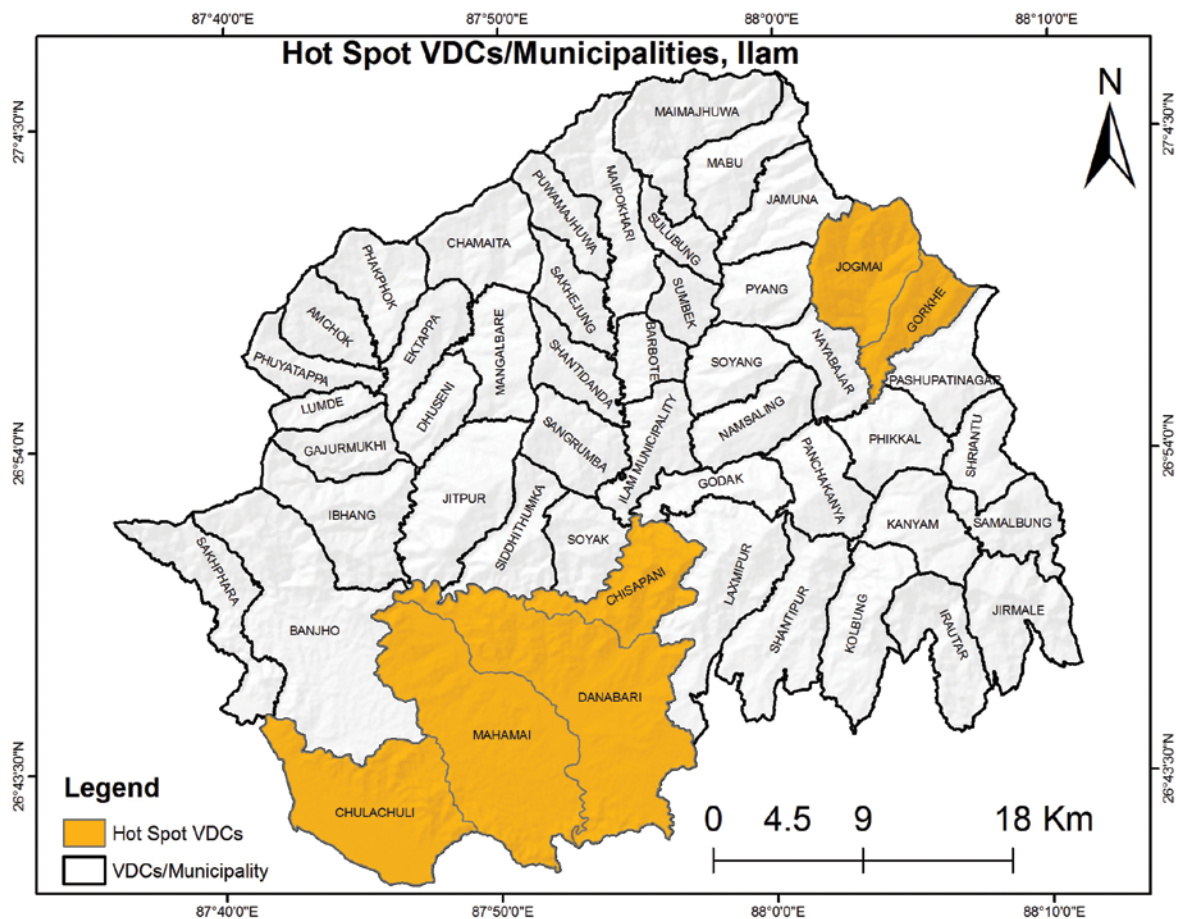 87°40'0"E 87°50'0"E 88°0'0"E 88°10'0"E
Hot Spot VDCs/Municipalities, Ilam
N
27°4'30"N
27°4'30"N
MAIMAJHUWA
MABU
JAMUNA
PUWAMAJHUWA
MAIPOKHARI
SULUBUNG
CHAMAITA
PHAKPHOK
JOGMAI
SAKHEJUNG
SUMBEK
PYANG
GORKHE
AMCHOK
EKTAPPA
MANGALBARE
SHANTIDANDA
BARBOTE
SOYANG
NAYABAJAR
PHUYATAPPA
PASHUPATINAGAR
LUMDE
DHUSENI
ILAM MUNICIPALITY
NAMSALING
SANGRUMBA
PHIKKAL
SHRIANTU
26°54'0"N
26°54'0"N
GAJURMUKHI
PANCHAKANYA
GODAK
JITPUR
SIDDHITHUMKA
IBHANG
SOYAK
KANYAM
SAMALBUNG
SAKHPHARA
CHISAPANI
LAXMIPUR
SHANTIPUR
KOLBUNG
IRAUTAR
JIRMALE
BANJHO
DANABARI
MAHAMAI
26°43'30"N
26°43'30"N
CHULACHULI
Legend
Hot Spot VDCs
VDCs/Municipality
0 4.5 9 18 Km
87°40'0"E 87°50'0"E 88°0'0"E 88°10'0"E